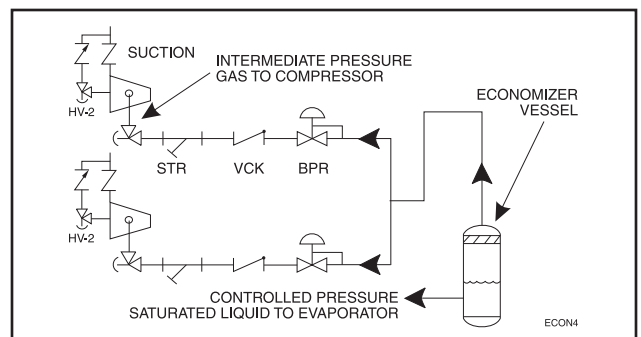 SUCTION
INTERMEDIATE PRESSURE
GAS TO COMPRESSOR
ECONOMIZER
VESSEL
HV-2
STR
VCK
BPR
HV-2
CONTROLLED PRESSURE
SATURATED LIQUID TO EVAPORATOR
ECON4